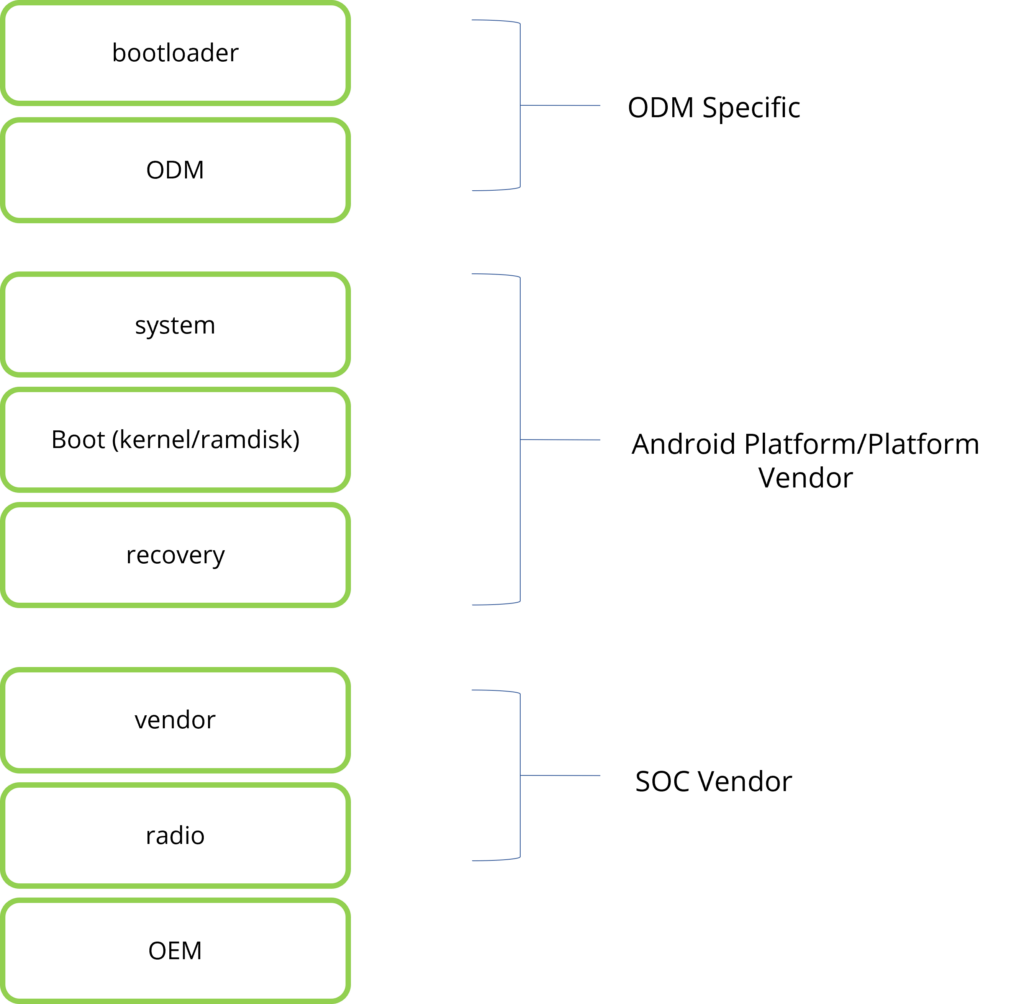 bootloader
ODM Specific
ODM
system
Boot (kernel/ramdisk)
Android Platform/Platform
Vendor
recovery
vendor
SOC Vendor
radio
OEM